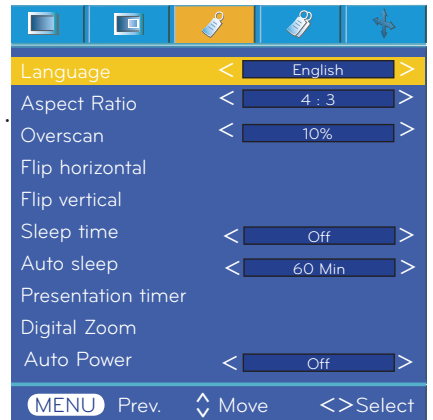 Language < English >
Aspect Ratio < 4 : 3 >
Overscan < 10% >
Flip horizontal
Flip vertical
Sleep time < Off >
Auto sleep < 60 Min >
Presentation timer
Digital Zoom
Auto Power < Off >
MENU Prev. Move <>Select